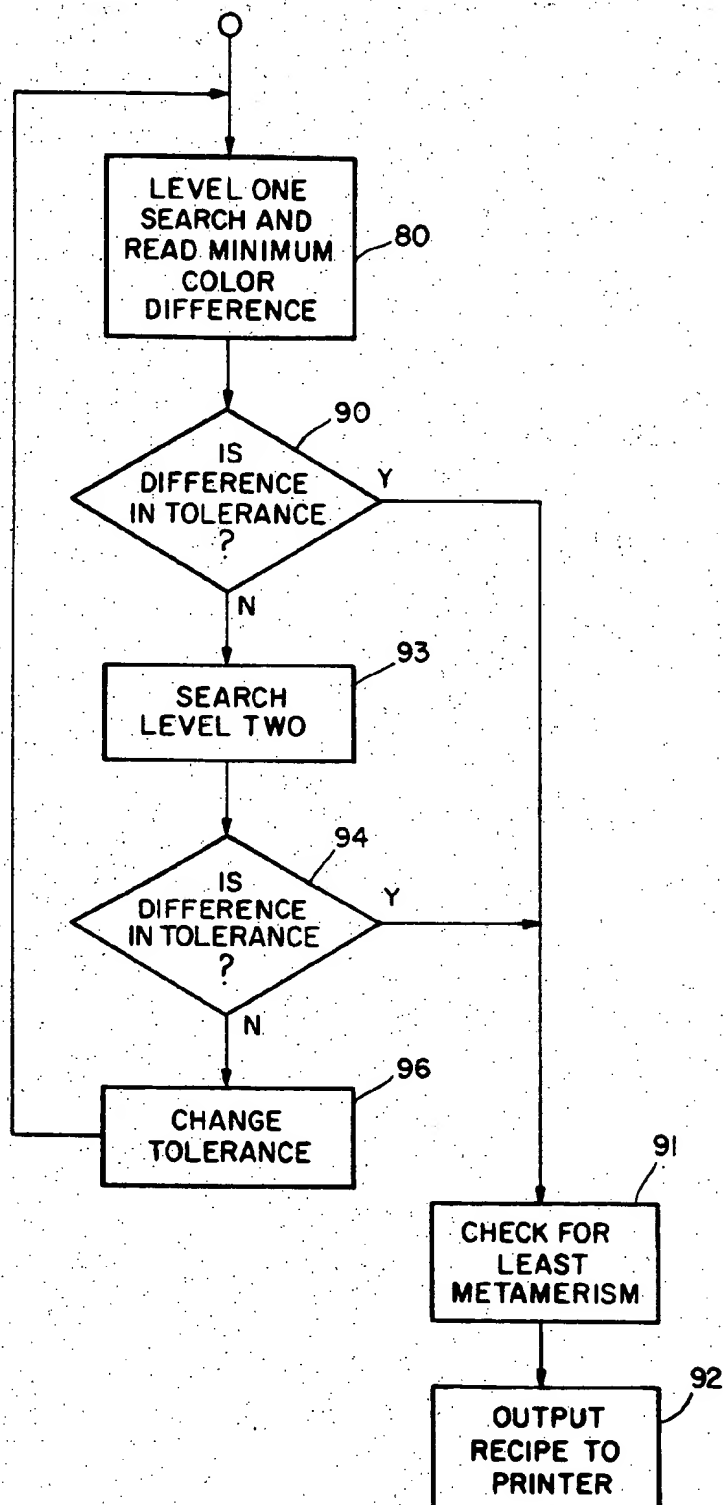 LEVEL ONE
SEARCH AND
READ MINIMUM
COLOR
DIFFERENCE
80
90
IS
DIFFERENCE
IN TOLERANCE
?
Y
N
93
SEARCH
LEVEL TWO
94
IS
DIFFERENCE
IN TOLERANCE
?
Y
N
96
CHANGE
TOLERANCE
91
CHECK FOR
LEAST
METAMERISM
92
OUTPUT
RECIPE TO
PRINTER